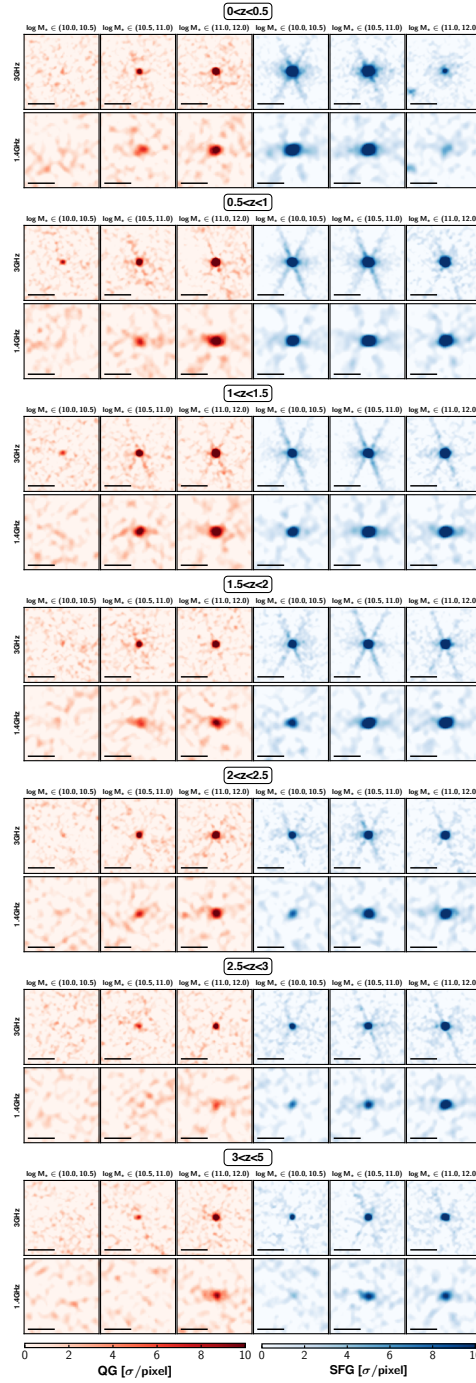 0<z<0.5
log M⋆ ∈ (10.0, 10.5) log M⋆ ∈ (10.5, 11.0) log M⋆ ∈ (11.0, 12.0) log M⋆ ∈ (10.0, 10.5) log M⋆ ∈ (10.5, 11.0) log M⋆ ∈ (11.0, 12.0)
3GHz
1.4GHz
0.5<z<1
log M⋆ ∈ (10.0, 10.5) log M⋆ ∈ (10.5, 11.0) log M⋆ ∈ (11.0, 12.0) log M⋆ ∈ (10.0, 10.5) log M⋆ ∈ (10.5, 11.0) log M⋆ ∈ (11.0, 12.0)
3GHz
1.4GHz
1<z<1.5
log M⋆ ∈ (10.0, 10.5) log M⋆ ∈ (10.5, 11.0) log M⋆ ∈ (11.0, 12.0) log M⋆ ∈ (10.0, 10.5) log M⋆ ∈ (10.5, 11.0) log M⋆ ∈ (11.0, 12.0)
3GHz
1.4GHz
1.5<z<2
log M⋆ ∈ (10.0, 10.5) log M⋆ ∈ (10.5, 11.0) log M⋆ ∈ (11.0, 12.0) log M⋆ ∈ (10.0, 10.5) log M⋆ ∈ (10.5, 11.0) log M⋆ ∈ (11.0, 12.0)
3GHz
1.4GHz
2<z<2.5
log M⋆ ∈ (10.0, 10.5) log M⋆ ∈ (10.5, 11.0) log M⋆ ∈ (11.0, 12.0) log M⋆ ∈ (10.0, 10.5) log M⋆ ∈ (10.5, 11.0) log M⋆ ∈ (11.0, 12.0)
3GHz
1.4GHz
2.5<z<3
log M⋆ ∈ (10.0, 10.5) log M⋆ ∈ (10.5, 11.0) log M⋆ ∈ (11.0, 12.0) log M⋆ ∈ (10.0, 10.5) log M⋆ ∈ (10.5, 11.0) log M⋆ ∈ (11.0, 12.0)
3GHz
1.4GHz
3<z<5
log M⋆ ∈ (10.0, 10.5) log M⋆ ∈ (10.5, 11.0) log M⋆ ∈ (11.0, 12.0) log M⋆ ∈ (10.0, 10.5) log M⋆ ∈ (10.5, 11.0) log M⋆ ∈ (11.0, 12.0)
3GHz
1.4GHz
0 2 4 6 8 10 0 2 4 6 8 10
QG [σ/pixel] SFG [σ/pixel]